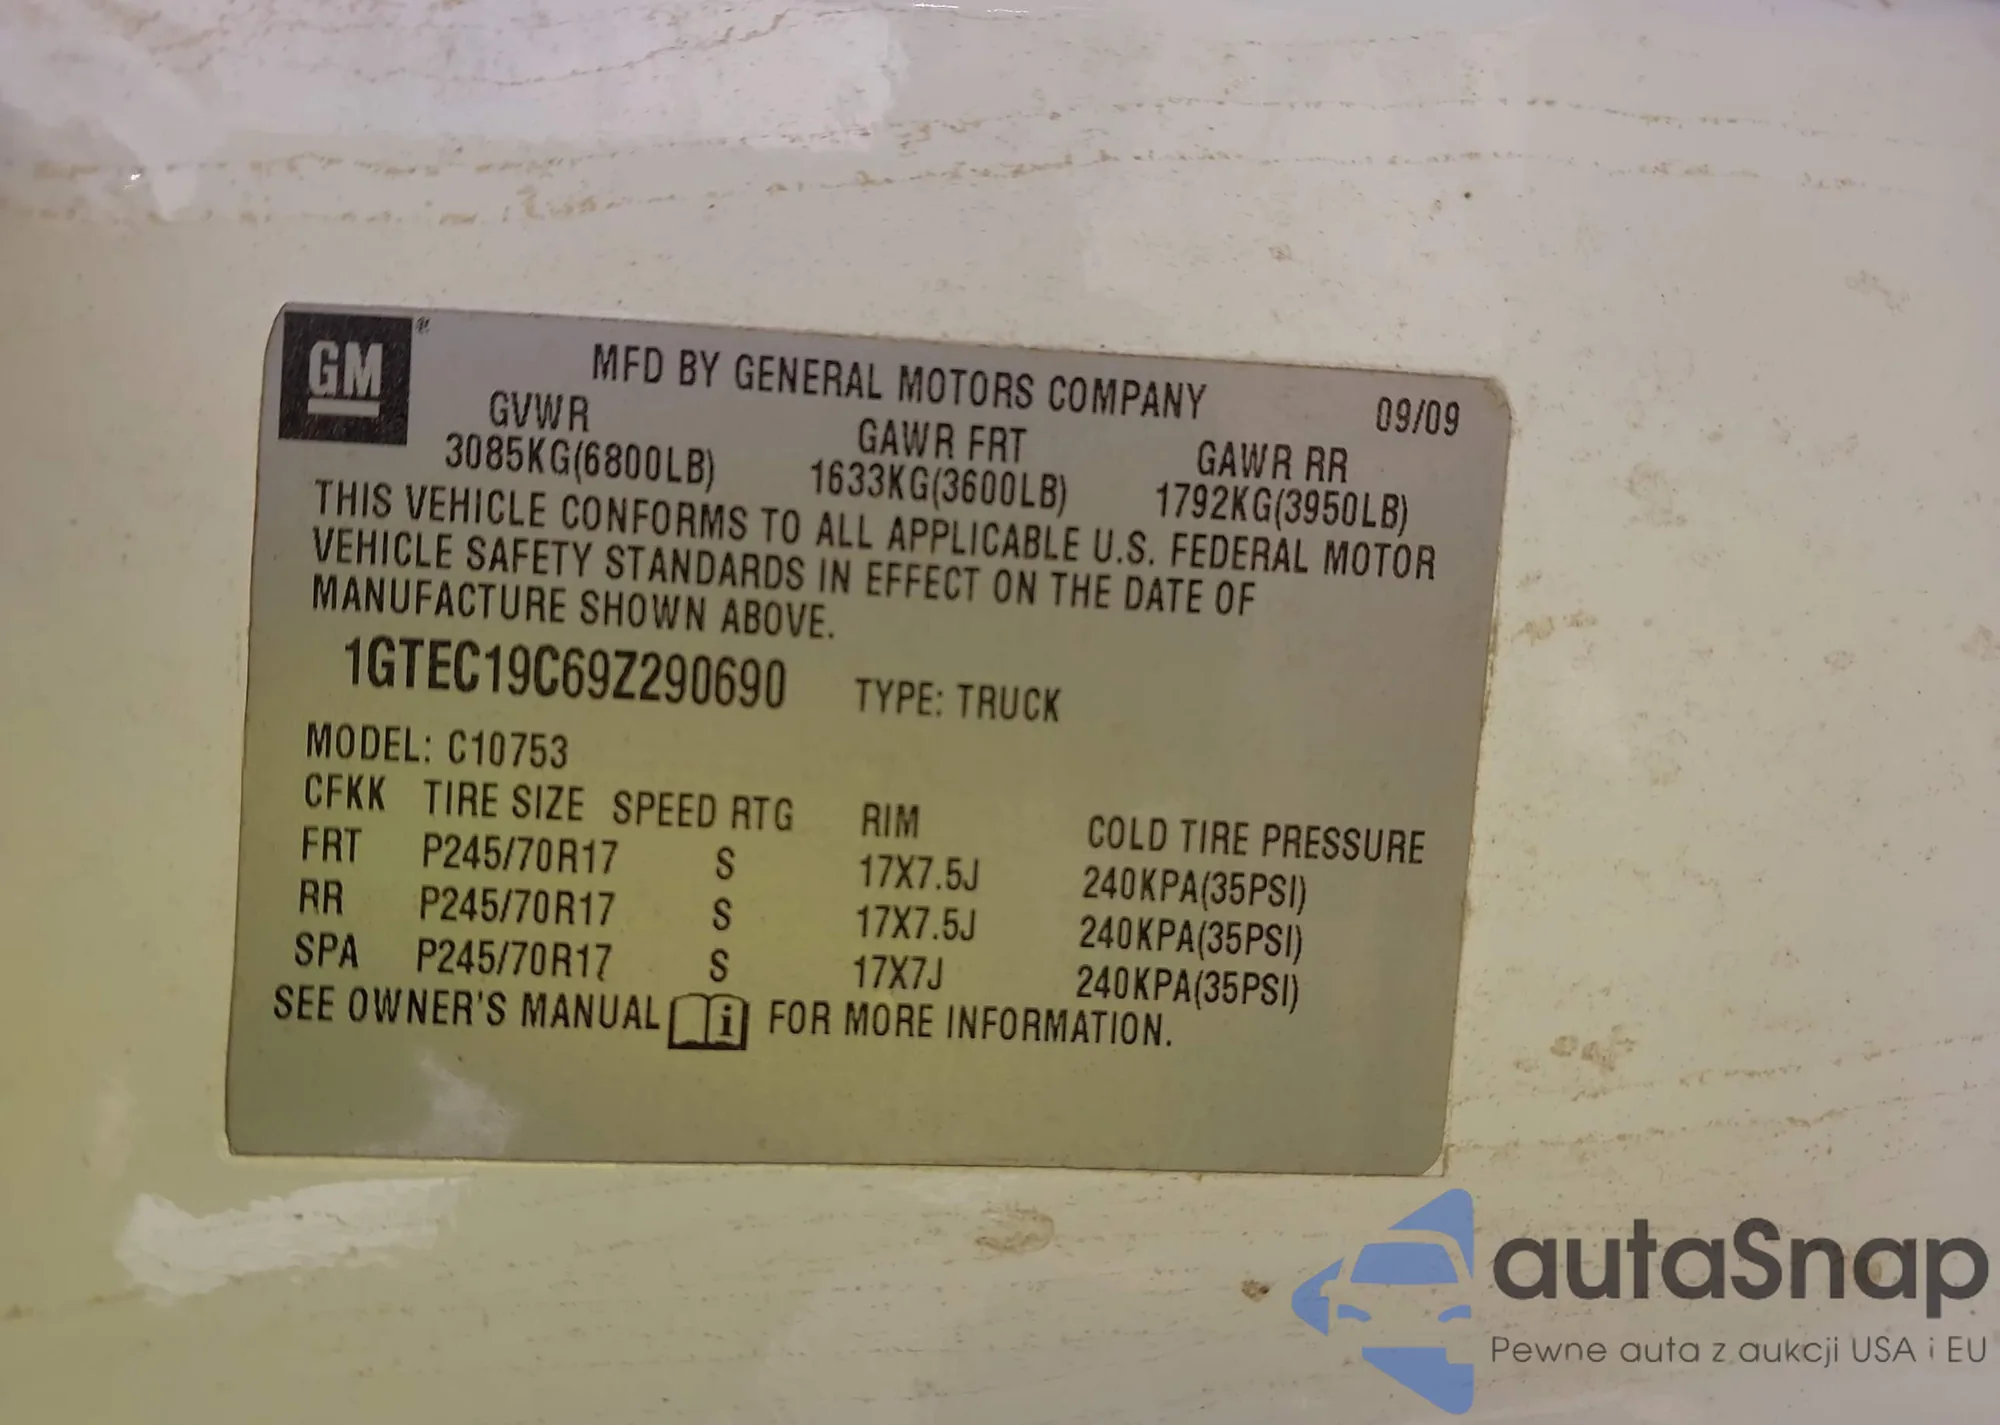 GM®
MFD BY GENERAL MOTORS COMPANY 09/09
GVWR GAWR FRT GAWR RR
3085KG(6800LB) 1633KG(3600LB) 1792KG(3950LB)
THIS VEHICLE CONFORMS TO ALL APPLICABLE U.S. FEDERAL MOTOR
VEHICLE SAFETY STANDARDS IN EFFECT ON THE DATE OF
MANUFACTURE SHOWN ABOVE.
1GTEC19C69Z290690 TYPE: TRUCK
MODEL: C10753
CFKK TIRE SIZE SPEED RTG RIM COLD TIRE PRESSURE
FRT P245/70R17 S 17X7.5J 240KPA(35PSI)
RR P245/70R17 S 17X7.5J 240KPA(35PSI)
SPA P245/70R17 S 17X7J 240KPA(35PSI)
SEE OWNER'S MANUAL i FOR MORE INFORMATION.
autaSnap
Pewne auta z aukcji USA i EU